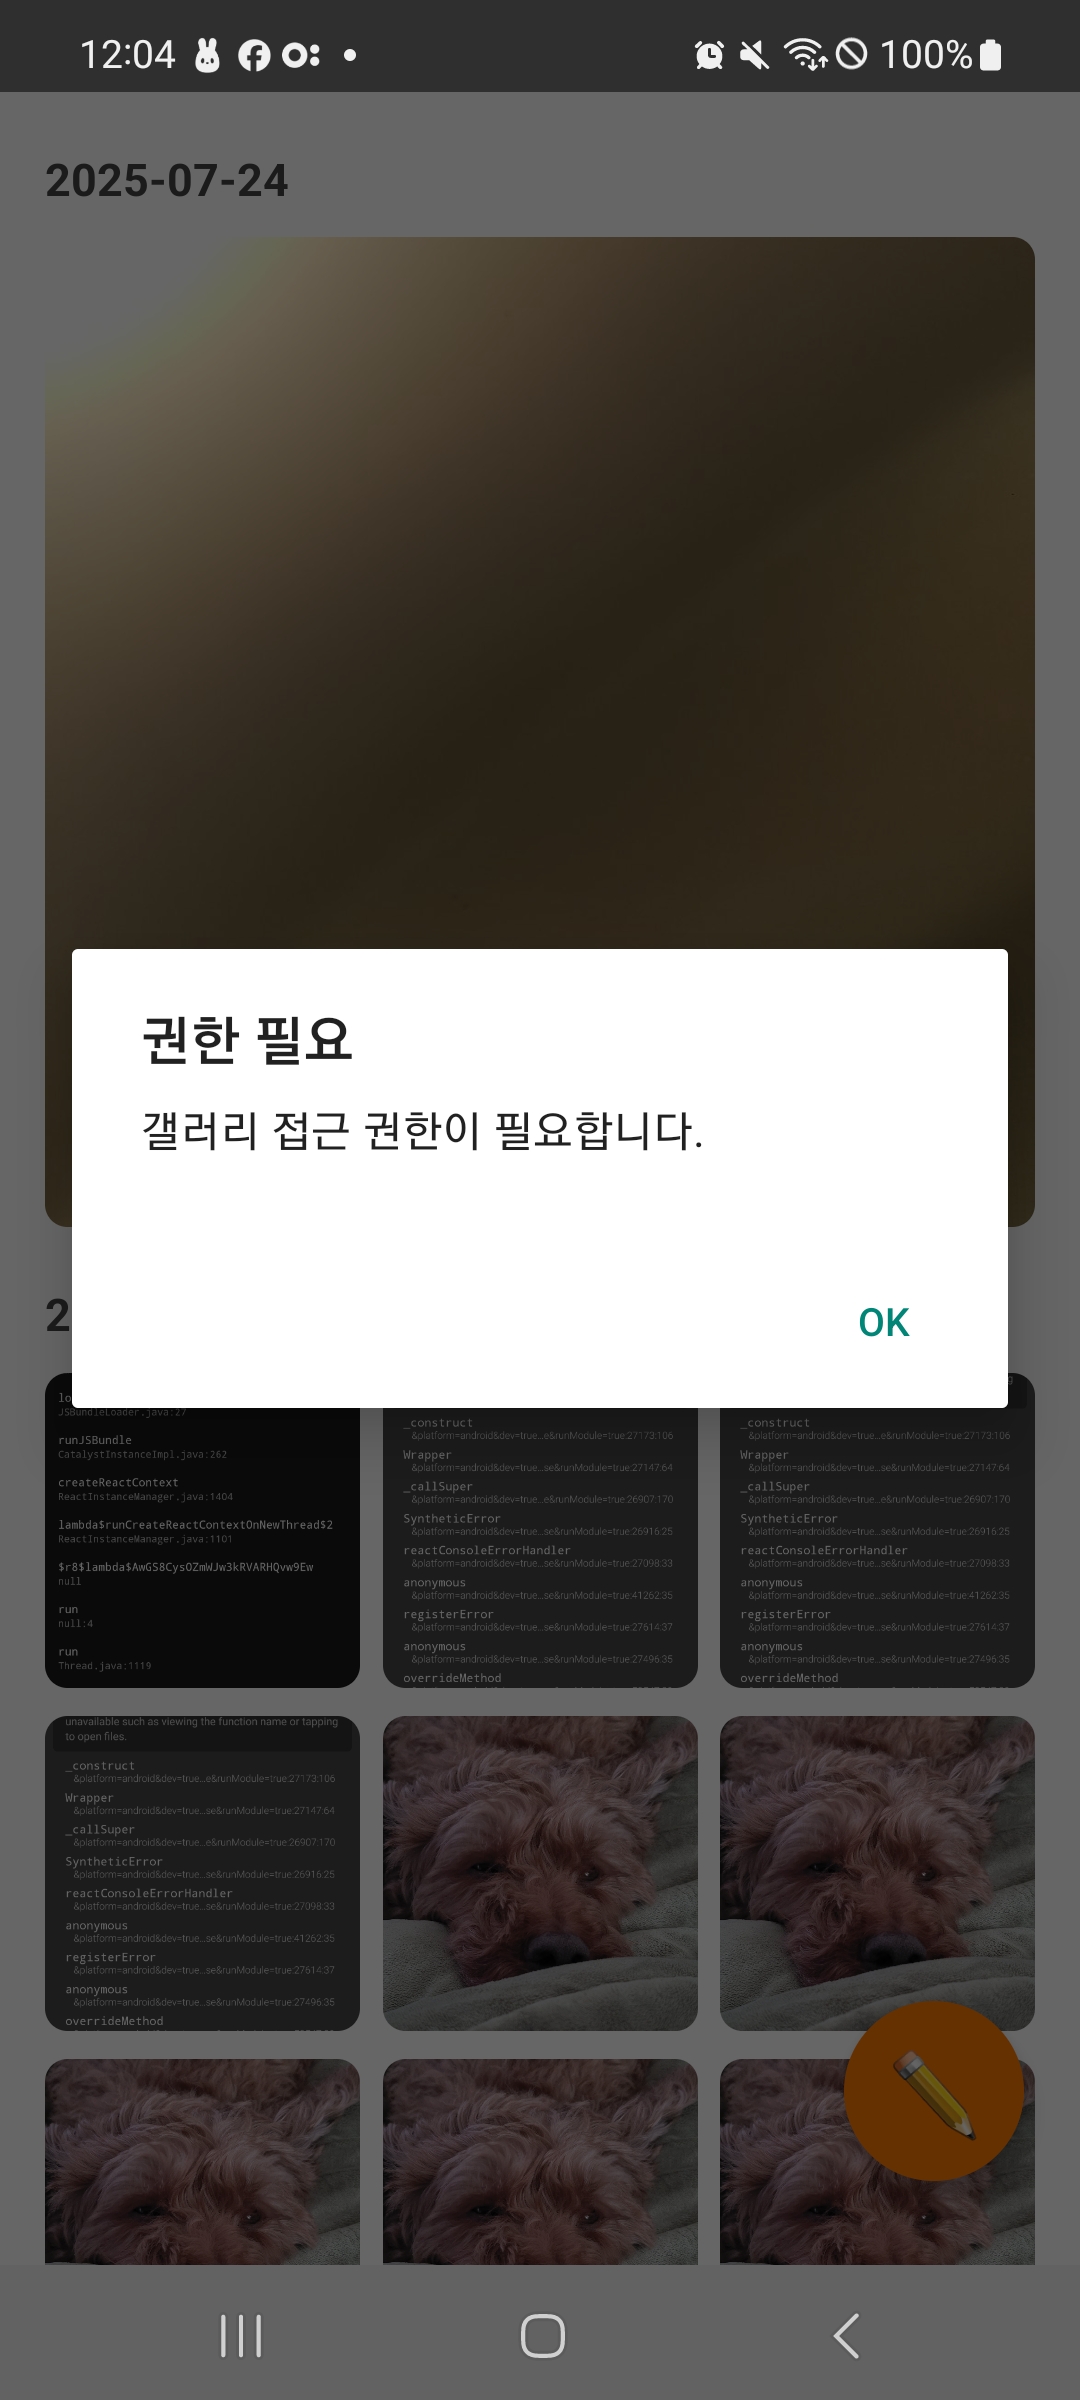 12:04
100%
2025-07-24
권한 필요
갤러리 접근 권한이 필요합니다.
OK
2
lo
JSBundleLoader.java:27
runJSBundle
CatalystInstanceImpl.java:262
createReactContext
ReactInstanceManager.java:1404
lambda$runCreateReactContextOnNewThread$2
ReactInstanceManager.java:1101
$r8$lambda$AwGS8CysOZmWJw3kRVARHQvw9Ew
null
run
null:4
run
Thread.java:1119
_construct
&platform=android&dev=true...e&runModule=true:27173:106
Wrapper
&platform=android&dev=true...se&runModule=true:27147:64
_callSuper
&platform=android&dev=true...e&runModule=true:26907:170
SyntheticError
&platform=android&dev=true...se&runModule=true:26916:25
reactConsoleErrorHandler
&platform=android&dev=true...se&runModule=true:27098:33
anonymous
&platform=android&dev=true...se&runModule=true:41262:35
registerError
&platform=android&dev=true...se&runModule=true:27614:37
anonymous
&platform=android&dev=true...se&runModule=true:27496:35
overrideMethod
g
_construct
&platform=android&dev=true...e&runModule=true:27173:106
Wrapper
&platform=android&dev=true...se&runModule=true:27147:64
_callSuper
&platform=android&dev=true...e&runModule=true:26907:170
SyntheticError
&platform=android&dev=true...se&runModule=true:26916:25
reactConsoleErrorHandler
&platform=android&dev=true...se&runModule=true:27098:33
anonymous
&platform=android&dev=true...se&runModule=true:41262:35
registerError
&platform=android&dev=true...se&runModule=true:27614:37
anonymous
&platform=android&dev=true...se&runModule=true:27496:35
overrideMethod
unavailable such as viewing the function name or tapping
to open files.
_construct
&platform=android&dev=true...e&runModule=true:27173:106
Wrapper
&platform=android&dev=true...se&runModule=true:27147:64
_callSuper
&platform=android&dev=true...e&runModule=true:26907:170
SyntheticError
&platform=android&dev=true...se&runModule=true:26916:25
reactConsoleErrorHandler
&platform=android&dev=true...se&runModule=true:27098:33
anonymous
&platform=android&dev=true...se&runModule=true:41262:35
registerError
&platform=android&dev=true...se&runModule=true:27614:37
anonymous
&platform=android&dev=true...se&runModule=true:27496:35
overrideMethod